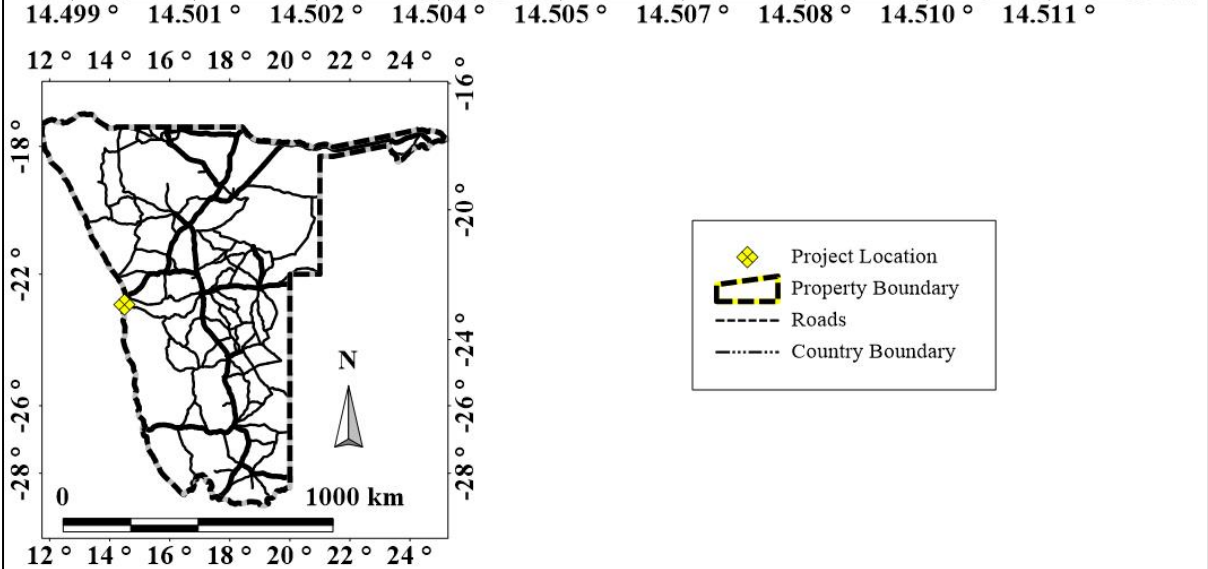 14.499 ° 14.501 ° 14.502 ° 14.504 ° 14.505 ° 14.507 ° 14.508 ° 14.510 ° 14.511 °
12 ° 14 ° 16 ° 18 ° 20 ° 22 ° 24 °
-16 °
-18 °
-20 °
-22 °
-24 °
-26 °
-26 °
-28 °
-28 °
N
0 1000 km
12 ° 14 ° 16 ° 18 ° 20 ° 22 ° 24 °
Project Location
Property Boundary
Roads
Country Boundary